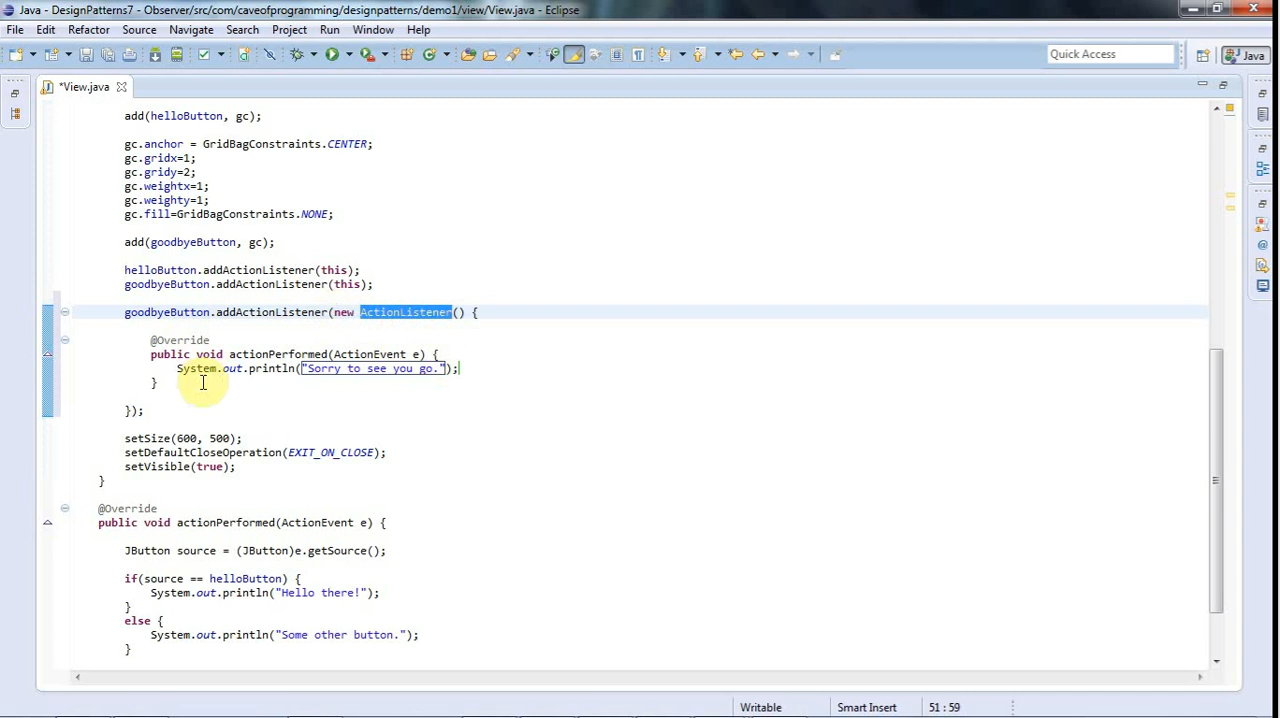 Java - DesignPatterns7 - Observer/src/com/caveofprogramming/designpatterns/demo1/view/View.java - Eclipse
File Edit Refactor Source Navigate Search Project Run Window Help
Quick Access
Java
*View.java
add(helloButton, gc);
gc.anchor = GridBagConstraints.CENTER;
gc.gridx=1;
gc.gridy=2;
gc.weightx=1;
gc.weighty=1;
gc.fill=GridBagConstraints.NONE;
add(goodbyeButton, gc);
helloButton.addActionListener(this);
goodbyeButton.addActionListener(this);
goodbyeButton.addActionListener(new ActionListener() {
@Override
public void actionPerformed(ActionEvent e) {
System.out.println("Sorry to see you go.");
}
});
setSize(600, 500);
setDefaultCloseOperation(EXIT_ON_CLOSE);
setVisible(true);
}
@Override
public void actionPerformed(ActionEvent e) {
JButton source = (JButton)e.getSource();
if(source == helloButton) {
System.out.println("Hello there!");
}
else {
System.out.println("Some other button.");
}
Writable Smart Insert 51 : 59